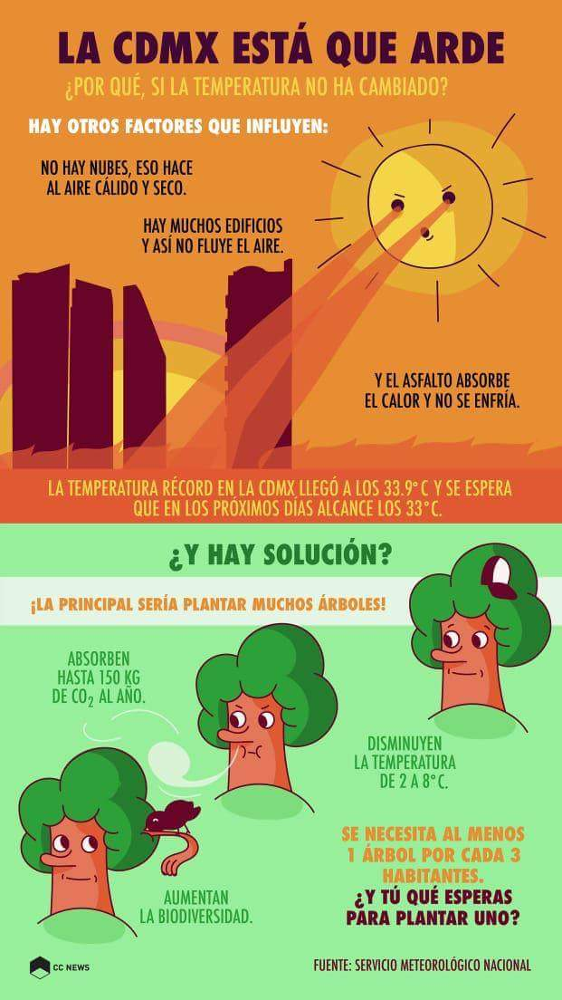 LA CDMX ESTÁ QUE ARDE
¿POR QUÉ, SI LA TEMPERATURA NO HA CAMBIADO?
HAY OTROS FACTORES QUE INFLUYEN:
NO HAY NUBES, ESO HACE
AL AIRE CÁLIDO Y SECO.
HAY MUCHOS EDIFICIOS
Y ASÍ NO FLUYE EL AIRE.
Y EL ASFALTO ABSORBE
EL CALOR Y NO SE ENFRÍA.
LA TEMPERATURA RÉCORD EN LA CDMX LLEGÓ A LOS 33.9°C Y SE ESPERA
QUE EN LOS PRÓXIMOS DÍAS ALCANCE LOS 33°C.
¿Y HAY SOLUCIÓN?
¡LA PRINCIPAL SERÍA PLANTAR MUCHOS ÁRBOLES!
ABSORBEN
HASTA 150 KG
DE CO₂ AL AÑO.
DISMINUYEN
LA TEMPERATURA
DE 2 A 8°C.
AUMENTAN
LA BIODIVERSIDAD.
SE NECESITA AL MENOS
1 ÁRBOL POR CADA 3
HABITANTES.
¿Y TÚ QUÉ ESPERAS
PARA PLANTAR UNO?
CC NEWS
FUENTE: SERVICIO METEOROLÓGICO NACIONAL